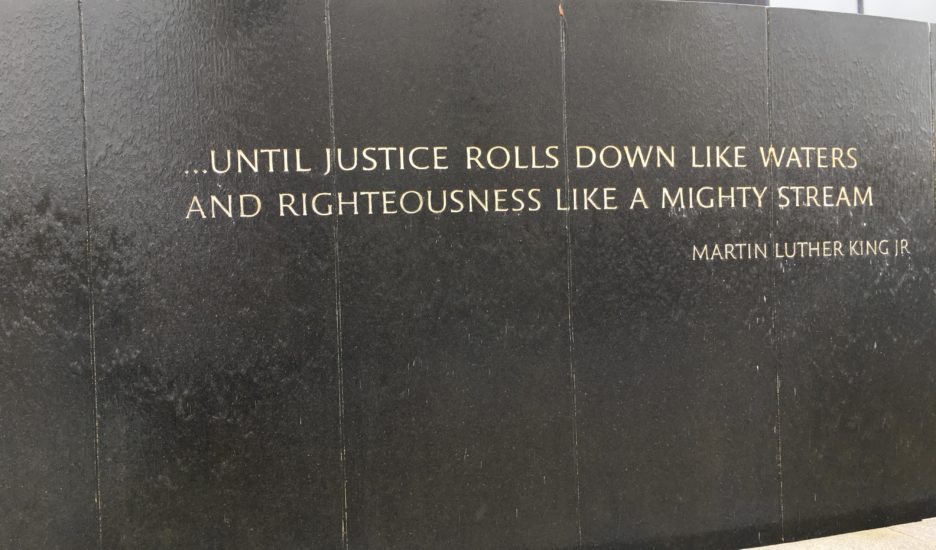 ...UNTIL JUSTICE ROLLS DOWN LIKE WATERS
AND RIGHTEOUSNESS LIKE A MIGHTY STREAM
MARTIN LUTHER KING JR